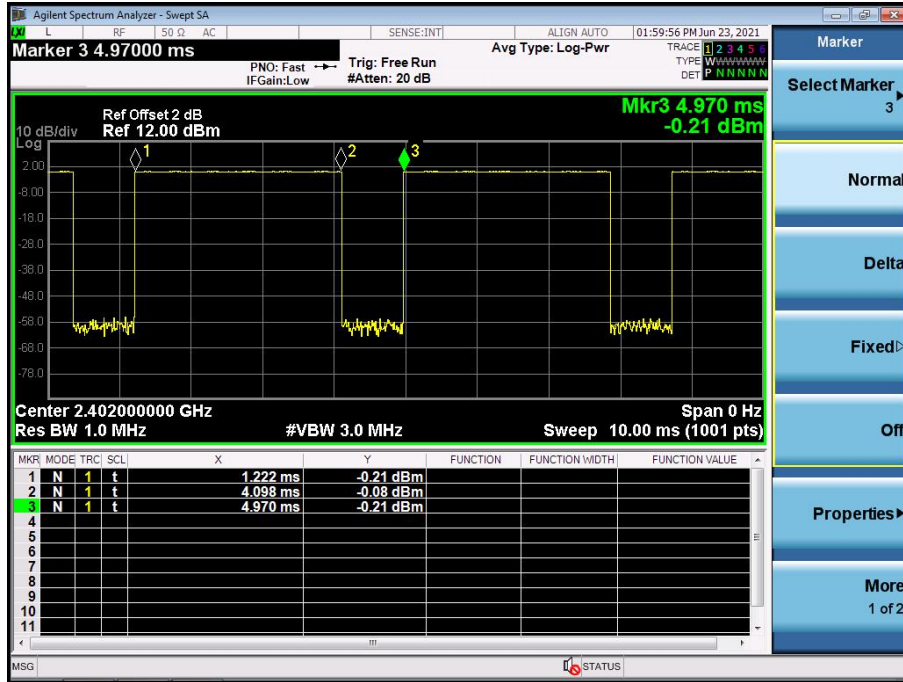 Agilent Spectrum Analyzer - Swept SA
LXI L RF 50 Ω AC SENSE:INT ALIGN AUTO 01:59:56 PM Jun 23, 2021
Marker 3 4.97000 ms
PNO: Fast
IFGain:Low
Trig: Free Run
#Atten: 20 dB
Avg Type: Log-Pwr
TRACE 1 2 3 4 5 6
TYPE WWWWWW
DET P N N N N N
Ref Offset 2 dB
10 dB/div Ref 12.00 dBm
Log
Mkr3 4.970 ms
-0.21 dBm
1
2
3
2.00
-8.00
-18.0
-28.0
-38.0
-48.0
-58.0
-68.0
-78.0
Center 2.402000000 GHz Span 0 Hz
Res BW 1.0 MHz #VBW 3.0 MHz Sweep 10.00 ms (1001 pts)
MKR MODE TRC SCL X Y FUNCTION FUNCTION WIDTH FUNCTION VALUE
1 N 1 t 1.222 ms -0.21 dBm
2 N 1 t 4.098 ms -0.08 dBm
3 N 1 t 4.970 ms -0.21 dBm
4
5
6
7
8
9
10
11
MSG STATUS
Marker
Select Marker
3
Normal
Delta
Fixed
Off
Properties
More
1 of 2